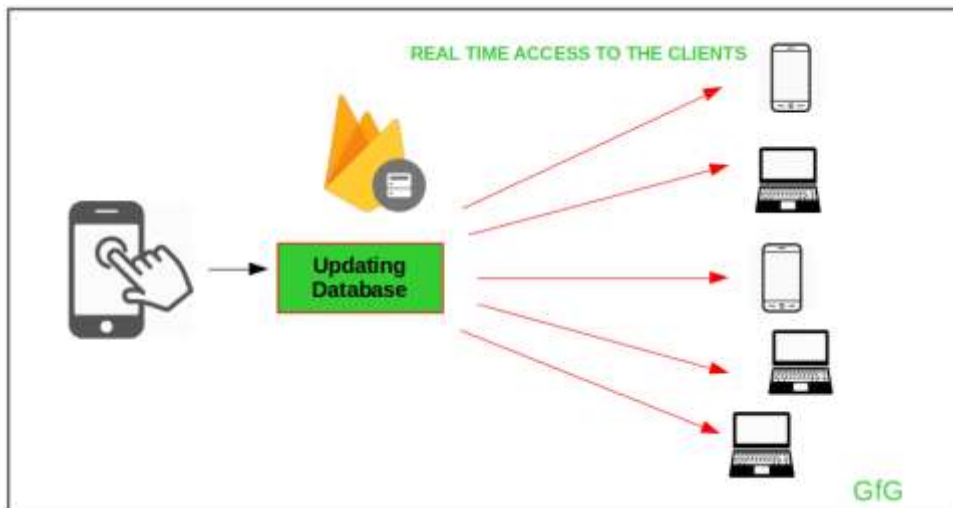 REAL TIME ACCESS TO THE CLIENTS
Updating
Database
GfG